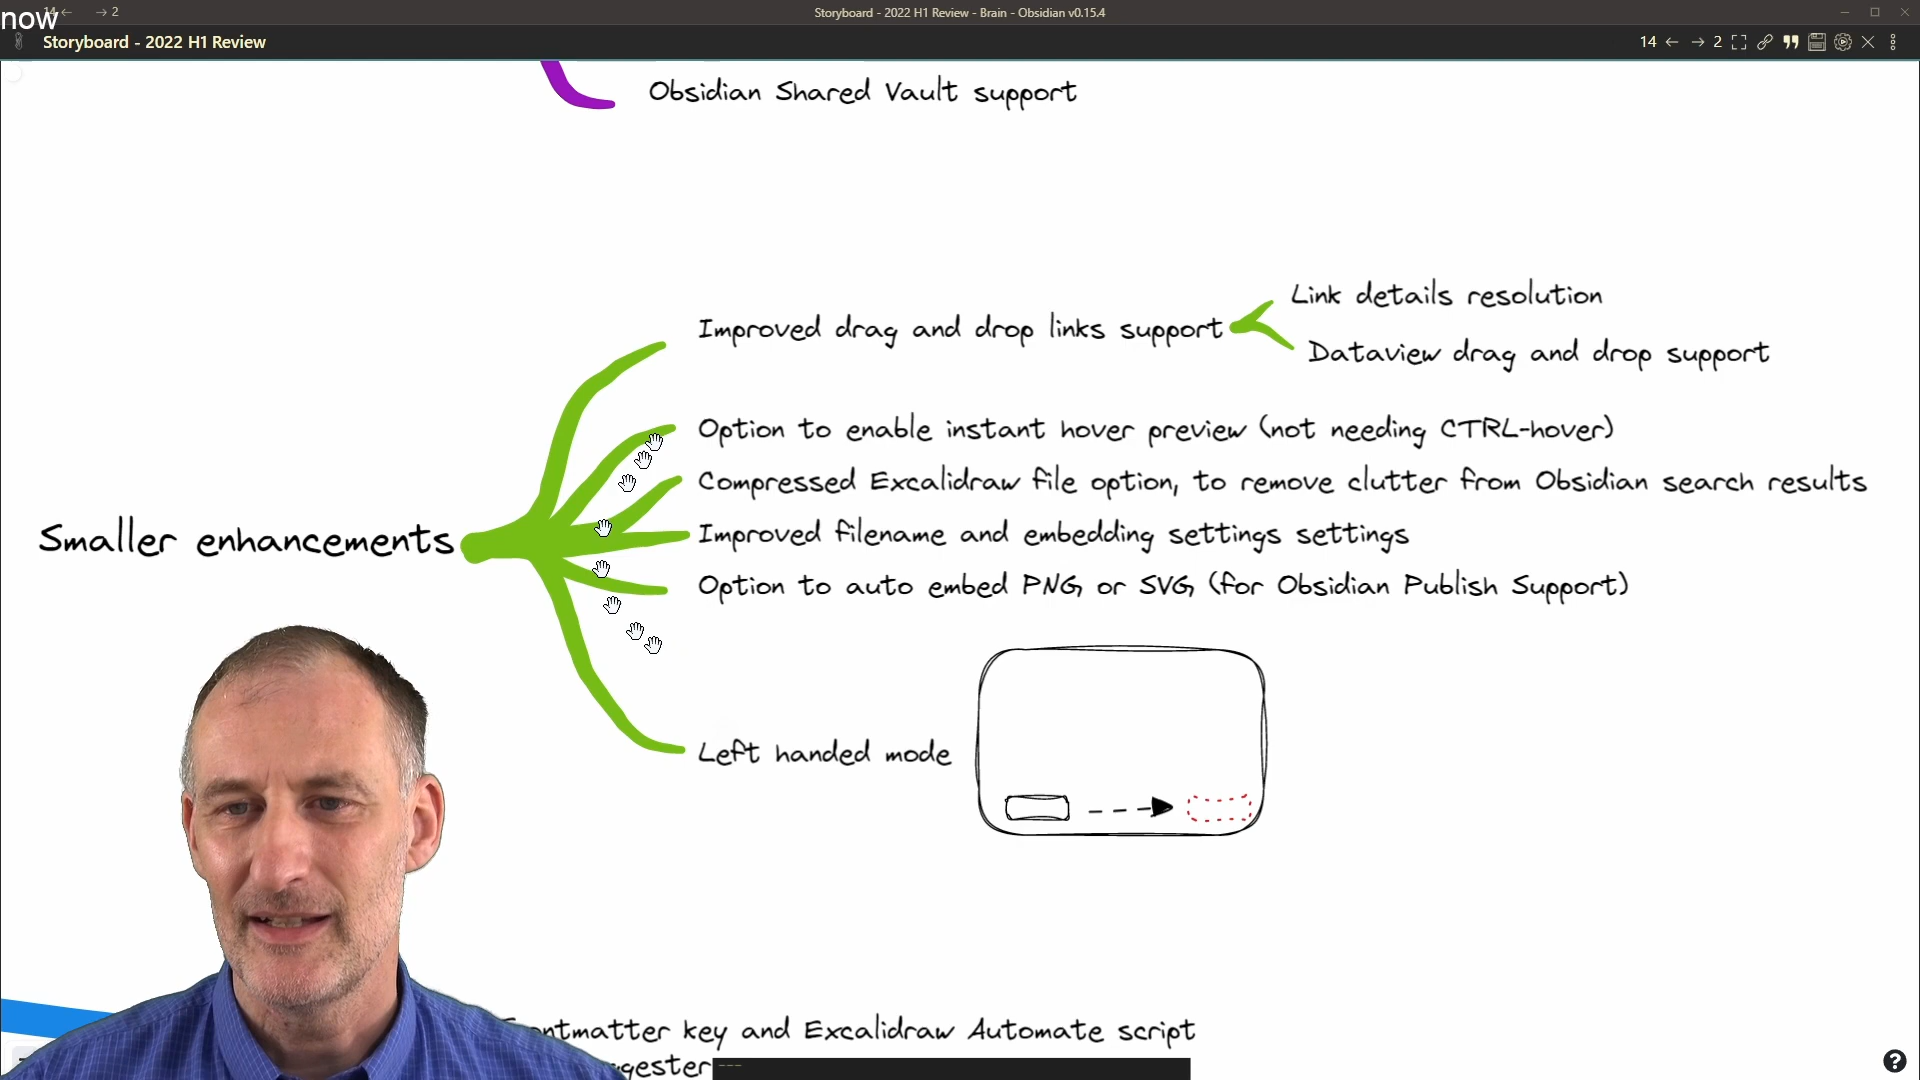 now
14 ← → 2
Storyboard - 2022 H1 Review - Brain - Obsidian v0.15.4
Storyboard - 2022 H1 Review
14 ← → 2
Obsidian Shared Vault support
Link details resolution
Improved drag and drop links support
Dataview drag and drop support
Option to enable instant hover preview (not needing CTRL-hover)
Compressed Excalidraw file option, to remove clutter from Obsidian search results
Smaller enhancements
Improved filename and embedding settings settings
Option to auto embed PNG or SVG (for Obsidian Publish Support)
Left handed mode
key and Excalidraw Automate script
---
?